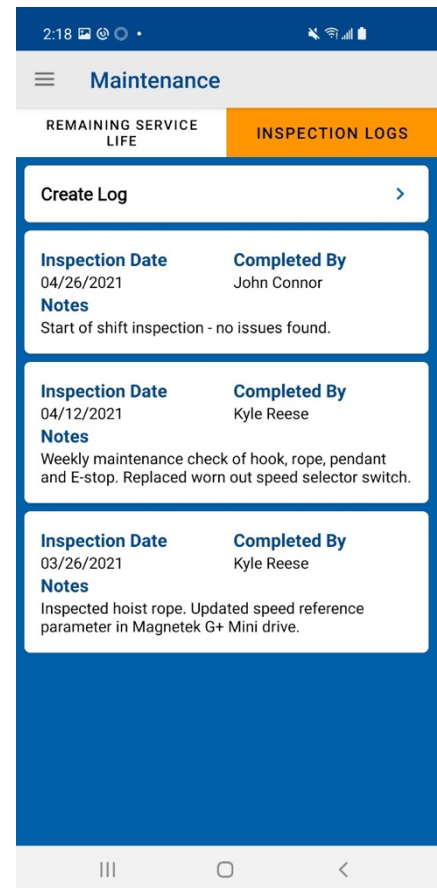 2:18
Maintenance
REMAINING SERVICE
LIFE
INSPECTION LOGS
Create Log
Inspection Date
Completed By
04/26/2021
John Connor
Notes
Start of shift inspection - no issues found.
Inspection Date
Completed By
04/12/2021
Kyle Reese
Notes
Weekly maintenance check of hook, rope, pendant
and E-stop. Replaced worn out speed selector switch.
Inspection Date
Completed By
03/26/2021
Kyle Reese
Notes
Inspected hoist rope. Updated speed reference
parameter in Magnetek G+ Mini drive.